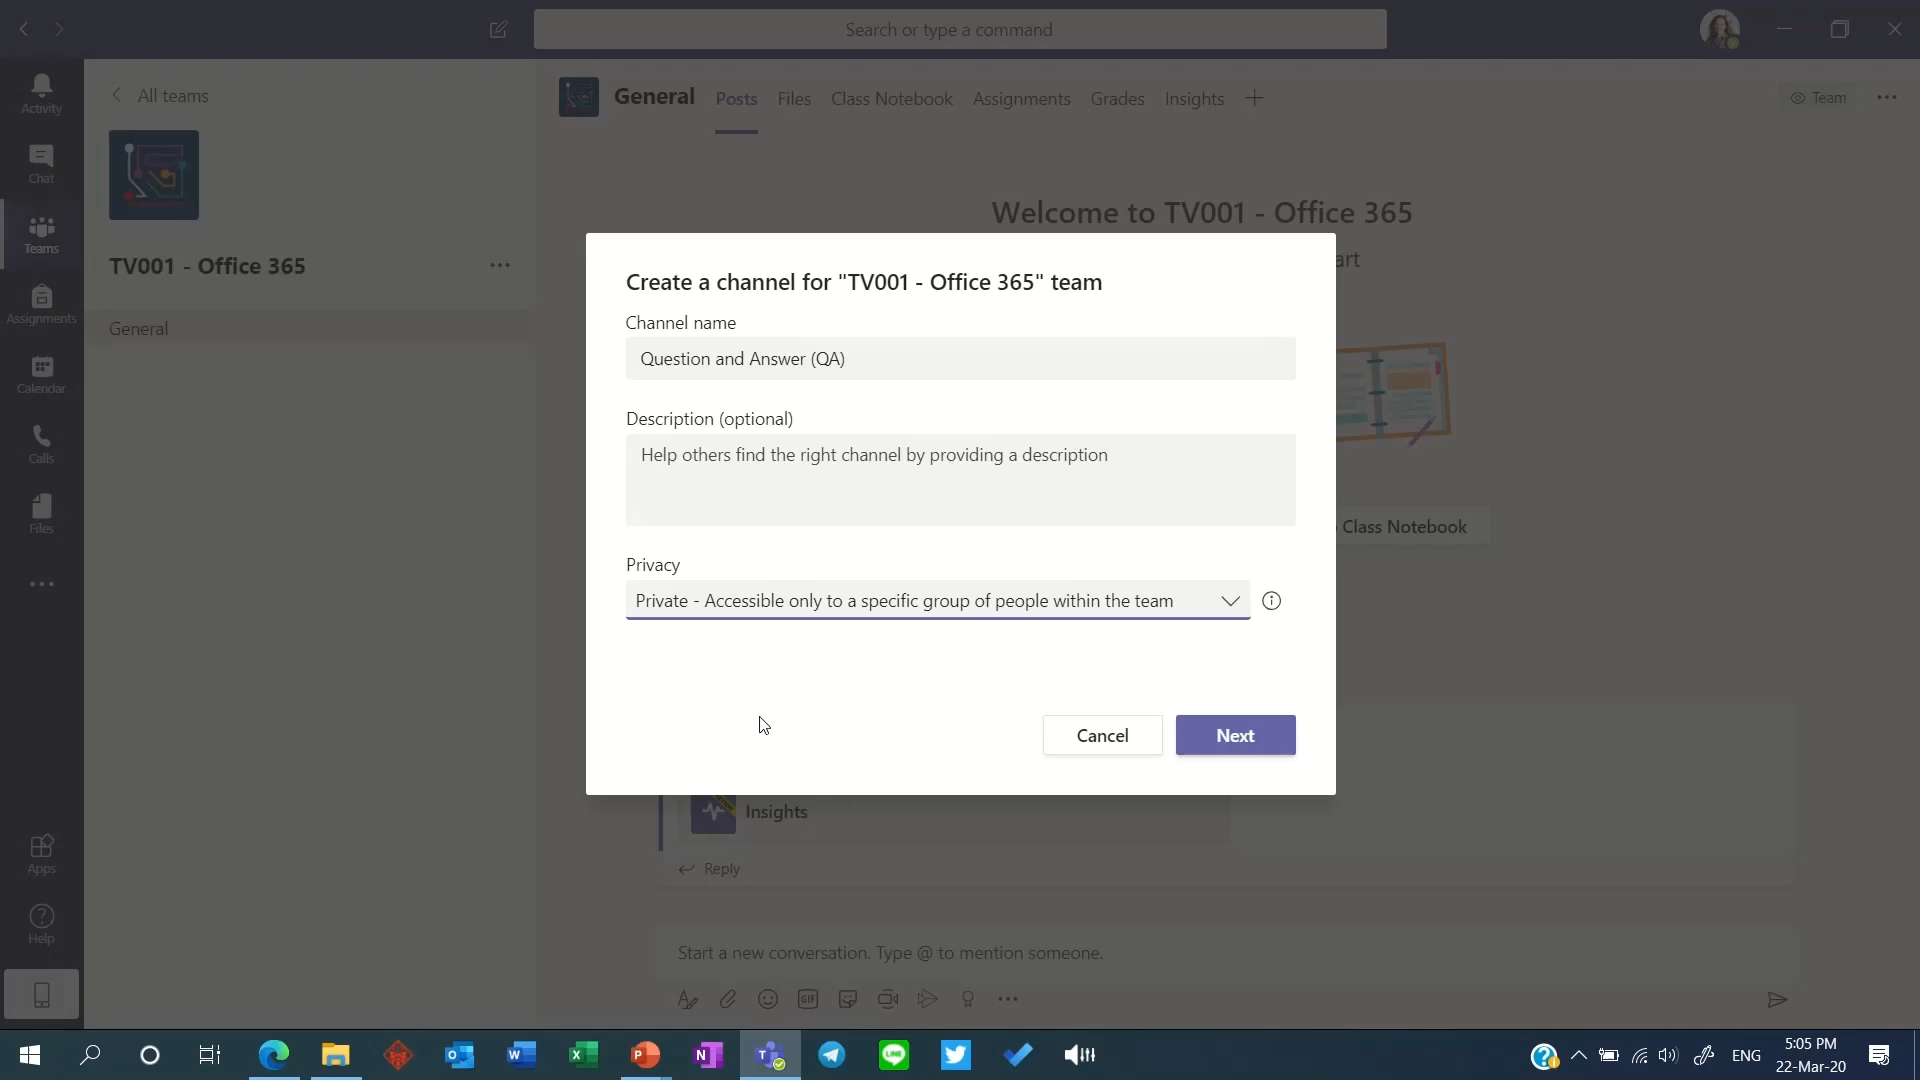 Search or type a command
Activity
Chat
Teams
Assignments
Calendar
Calls
Files
Apps
Help
All teams
TV001 - Office 365
General
General
Posts
Files
Class Notebook
Assignments
Grades
Insights
Team
Welcome to TV001 - Office 365
art
Create a channel for "TV001 - Office 365" team
Channel name
Question and Answer (QA)
Description (optional)
Help others find the right channel by providing a description
Privacy
Private - Accessible only to a specific group of people within the team
Cancel
Next
Class Notebook
Insights
Reply
Start a new conversation. Type @ to mention someone.
GIF
ENG
5:05 PM
22-Mar-20